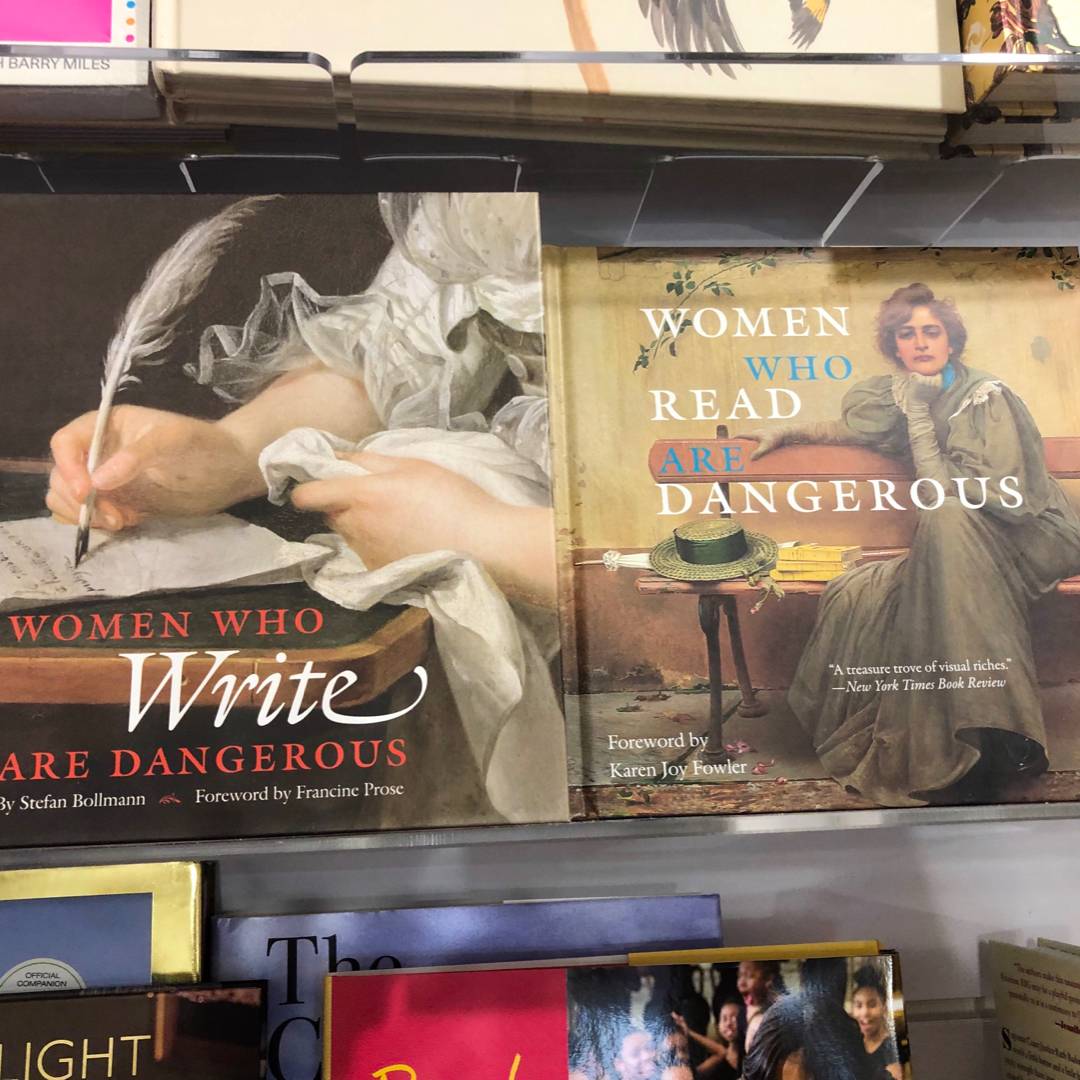 H BARRY MILES
WOMEN WHO
Write
ARE DANGEROUS
By Stefan Bollmann
Foreword by Francine Prose
WOMEN
WHO
READ
ARE
DANGEROUS
“A treasure trove of visual riches.”
—New York Times Book Review
Foreword by
Karen Joy Fowler
OFFICIAL
COMPANION
LIGHT
The